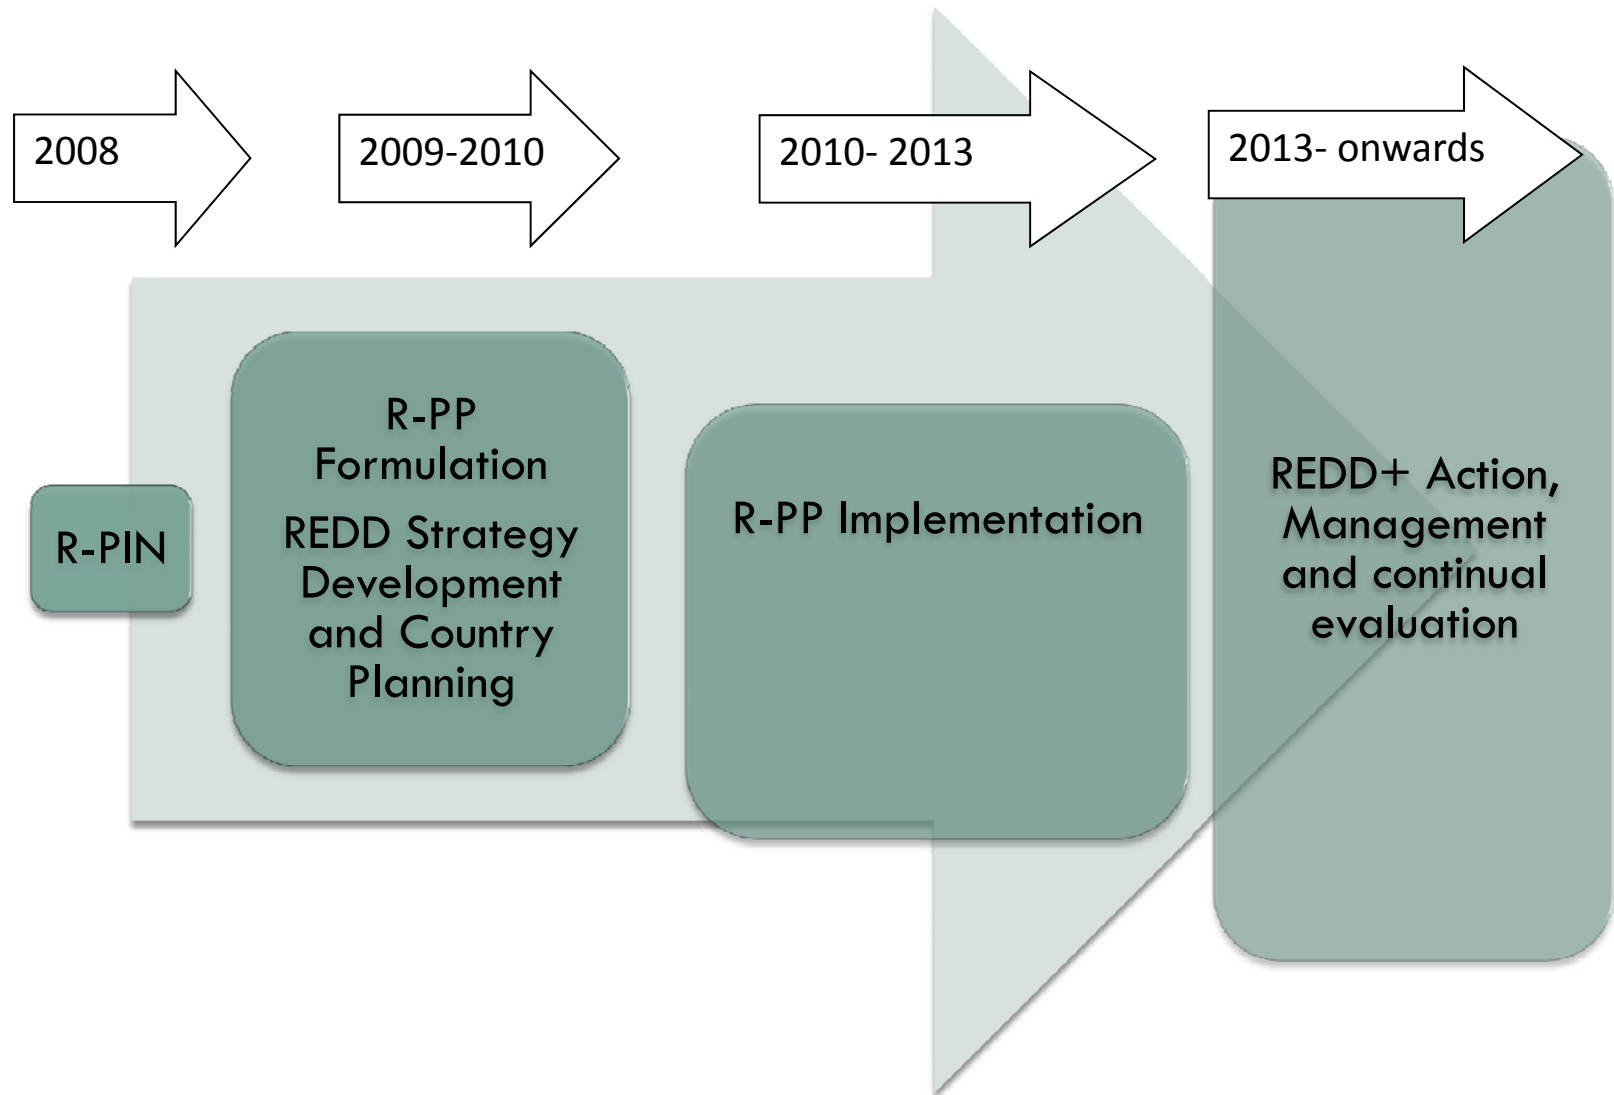 2008
2009-2010
2010- 2013
2013- onwards
R-PIN
R-PP
Formulation
REDD Strategy
Development
and Country
Planning
R-PP Implementation
REDD+ Action,
Management
and continual
evaluation